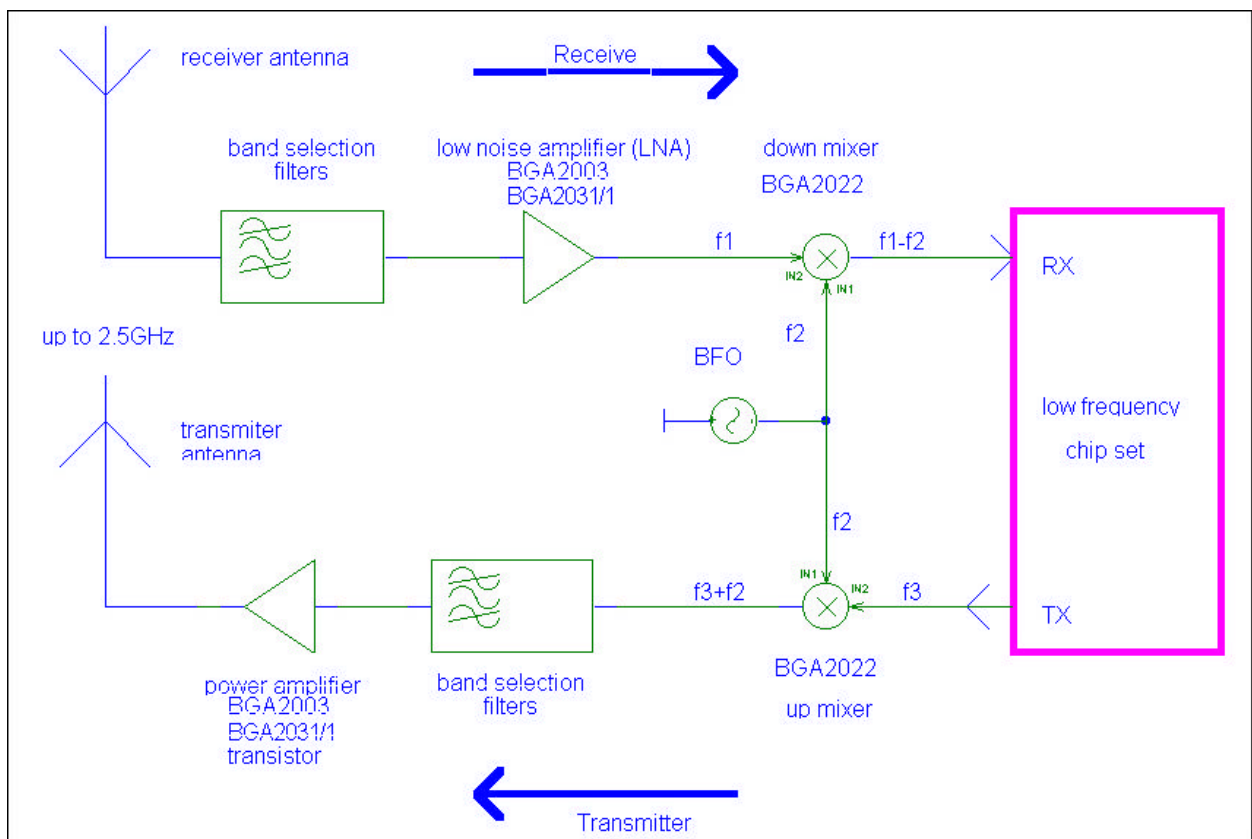 receiver antenna
Receive
band selection
filters
low noise amplifier (LNA)
BGA2003
BGA2031/1
down mixer
BGA2022
f1
f1-f2
IN2
IN1
RX
up to 2.5GHz
f2
BFO
low frequency
chip set
transmiter
antenna
f2
IN1
IN2
f3+f2
f3
TX
power amplifier
BGA2003
BGA2031/1
transistor
band selection
filters
BGA2022
up mixer
Transmitter